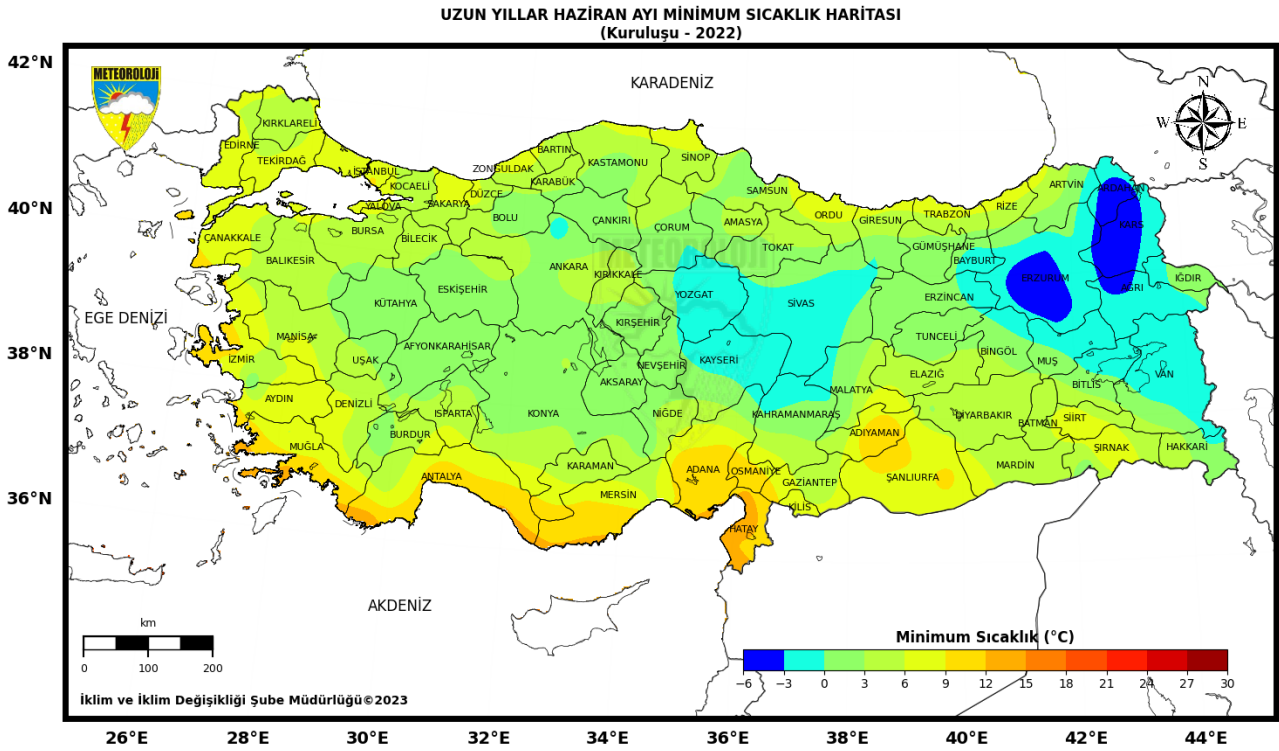 UZUN YILLAR HAZİRAN AYI MİNİMUM SICAKLIK HARİTASI
(Kuruluşu - 2022)
42°N
40°N
38°N
36°N
METEOROLOJİ
KARADENİZ
N
W
E
S
KIRKLARELİ
EDİRNE
TEKİRDAĞ
İSTANBUL
KOCAELİ
YALOVA
SAKARYA
DÜZCE
ZONGULDAK
BARTIN
KARABÜK
KASTAMONU
SİNOP
SAMSUN
ORDU
GİRESUN
TRABZON
RİZE
ARTVİN
ARDAHAN
KARS
BOLU
ÇANKIRI
ÇORUM
AMASYA
TOKAT
GÜMÜŞHANE
BAYBURT
ERZURUM
AĞRI
IĞDIR
ÇANAKKALE
BURSA
BİLECİK
BALIKESİR
ANKARA
KIRIKKALE
METEOROLOJİ
KÜTAHYA
ESKİŞEHİR
YOZGAT
SİVAS
ERZİNCAN
EGE DENİZİ
MANİSA
KIRŞEHİR
TUNCELİ
İZMİR
UŞAK
AFYONKARAHİSAR
NEVŞEHİR
KAYSERİ
BİNGÖL
MUŞ
VAN
AKSARAY
ELAZIĞ
BİTLİS
AYDIN
DENİZLİ
ISPARTA
KONYA
NİĞDE
KAHRAMANMARAŞ
MALATYA
DİYARBAKIR
BATMAN
SİİRT
BURDUR
ADIYAMAN
MUĞLA
ŞIRNAK
HAKKARİ
ANTALYA
KARAMAN
ADANA
OSMANİYE
GAZİANTEP
ŞANLIURFA
MARDİN
MERSİN
KİLİS
HATAY
AKDENİZ
km
0
100
200
Minimum Sıcaklık (°C)
−6
−3
0
3
6
9
12
15
18
21
24
27
30
İklim ve İklim Değişikliği Şube Müdürlüğü©2023
26°E
28°E
30°E
32°E
34°E
36°E
38°E
40°E
42°E
44°E